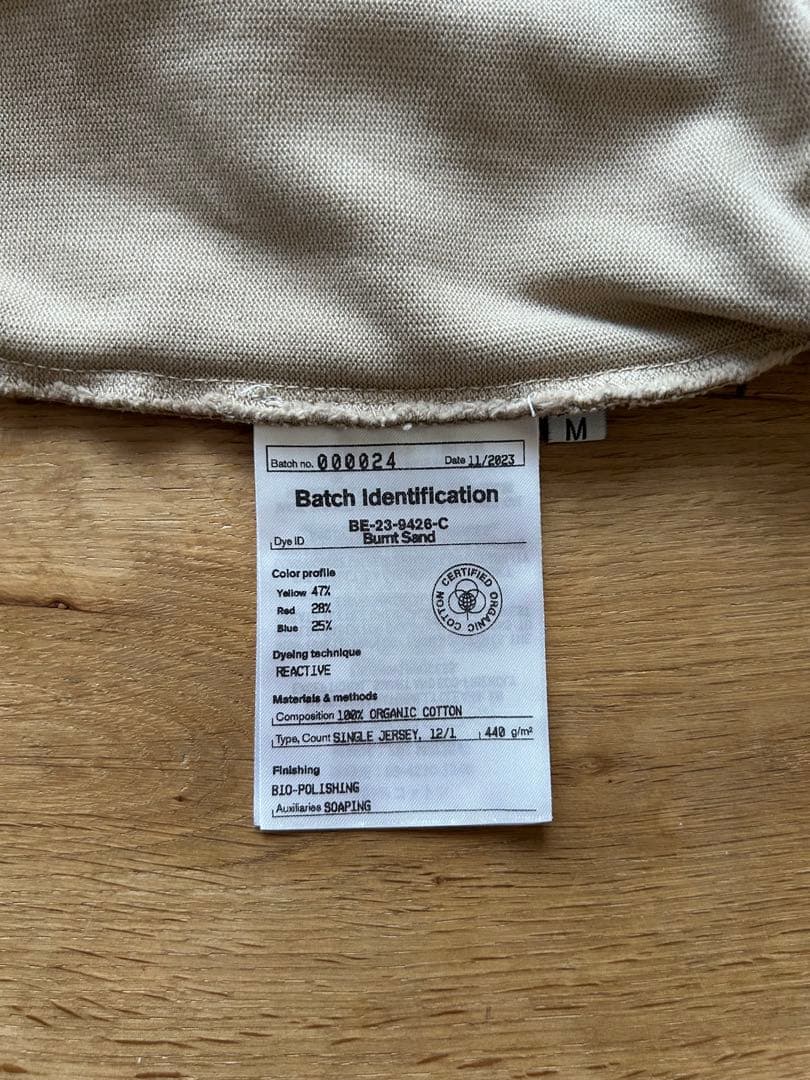 M
Batch no. 000024 Date 11/2023
Batch Identification
BE-23-9426-C
Dye ID Burnt Sand
Color profile
Yellow 47%
Red 28%
Blue 25%
CERTIFIED ORGANIC COTTON
Dyeing technique
REACTIVE
Materials & methods
Composition 100% ORGANIC COTTON
Type, Count SINGLE JERSEY, 12/1 440 g/m²
Finishing
BIO-POLISHING
Auxiliaries SOAPING